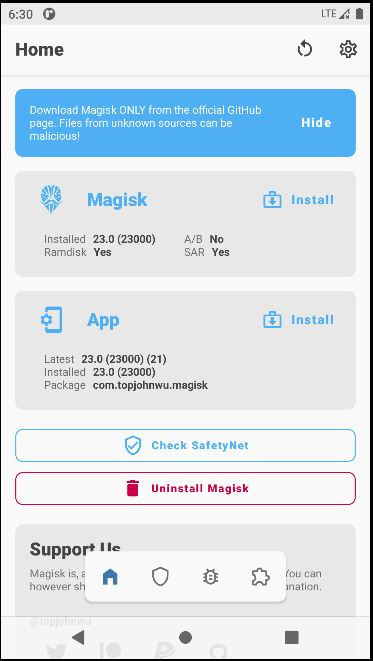 6:30
LTE
Home
Download Magisk ONLY from the official GitHub
page. Files from unknown sources can be
malicious!
Hide
Magisk
Install
Installed 23.0 (23000) A/B No
Ramdisk Yes SAR Yes
App
Install
Latest 23.0 (23000) (21)
Installed 23.0 (23000)
Package com.topjohnwu.magisk
Check SafetyNet
Uninstall Magisk
Support Us
Magisk is, a You can
however sh onation.
@topjohnwu